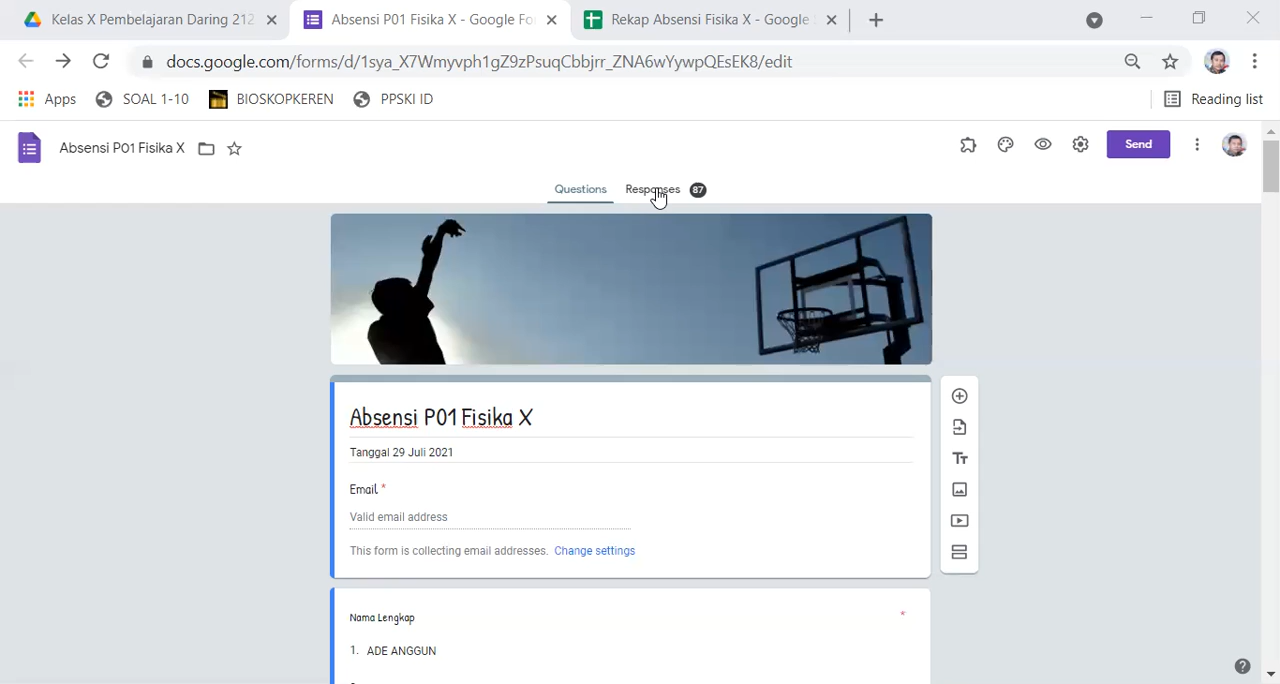 Kelas X Pembelajaran Daring 212
Absensi P01 Fisika X - Google Fo
Rekap Absensi Fisika X - Google S
docs.google.com/forms/d/1sya_X7Wmyvph1gZ9zPsuqCbbjrr_ZNA6wYywpQEsEK8/edit
Apps
SOAL 1-10
BIOSKOPKEREN
PPSKI ID
Reading list
Absensi P01 Fisika X
Send
Questions
Responses
87
Absensi P01 Fisika X
Tanggal 29 Juli 2021
Email *
Valid email address
This form is collecting email addresses. Change settings
Nama Lengkap *
1. ADE ANGGUN